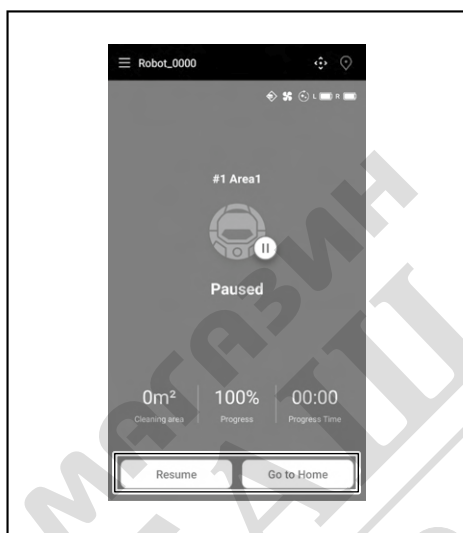 Robot_0000
L R
#1 Area1
Paused
0m² 100% 00:00
Cleaning area Progress Progress Time
Resume Go to Home
МАГАЗИН